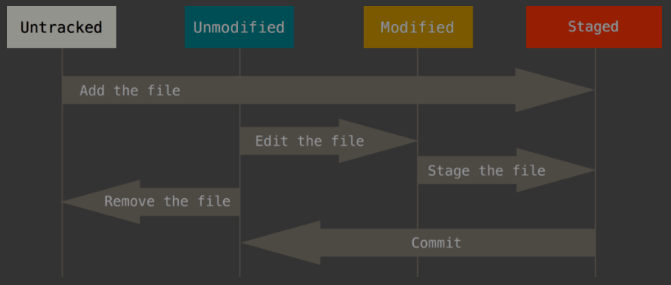 Untracked
Unmodified
Modified
Staged
Add the file
Edit the file
Stage the file
Remove the file
Commit